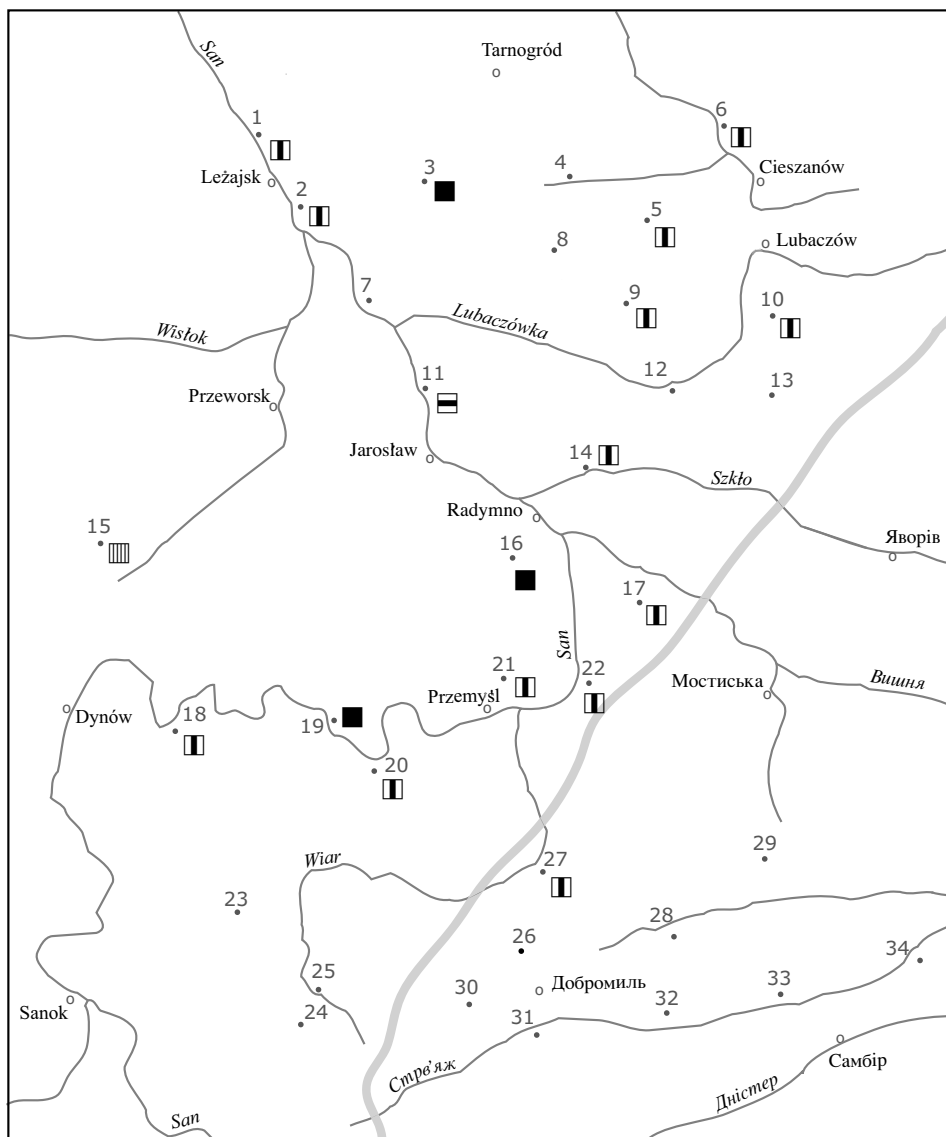 San
Tarnogród
1
6
Leżajsk
3
4
Cieszanów
2
5
8
Lubaczów
7
9
10
Lubaczówka
Wisłok
12
13
11
Przeworsk
Jarosław
14
Szkło
Radymno
15
16
Яворів
17
San
21
22
Мостиська
Вишня
Przemyśl
Dynów
18
19
20
29
Wiar
27
23
28
26
34
25
Добромиль
33
Sanok
30
32
24
31
Самбір
Стрв'яж
Дністер
San